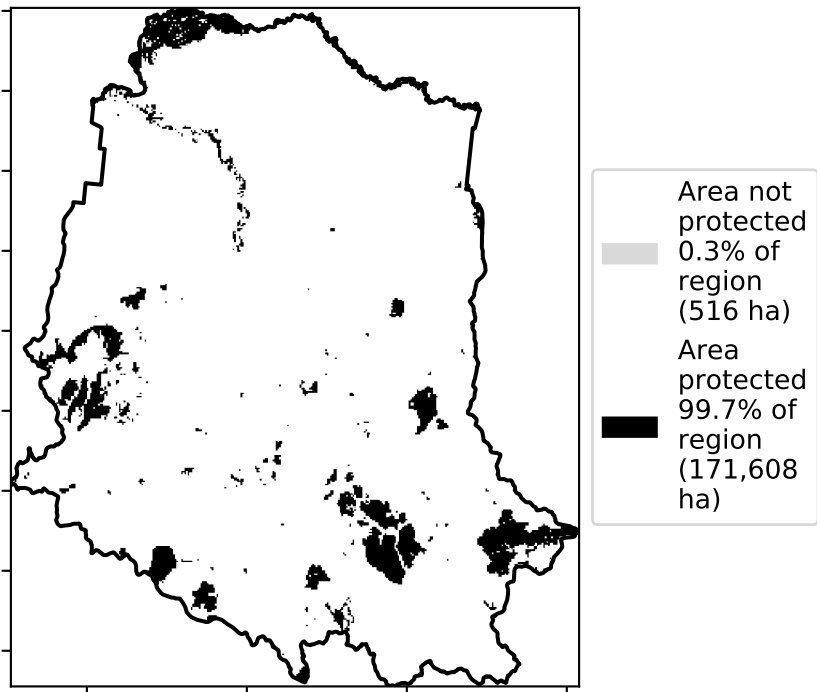 Area not
protected
0.3% of
region
(516 ha)
Area
protected
99.7% of
region
(171,608
ha)